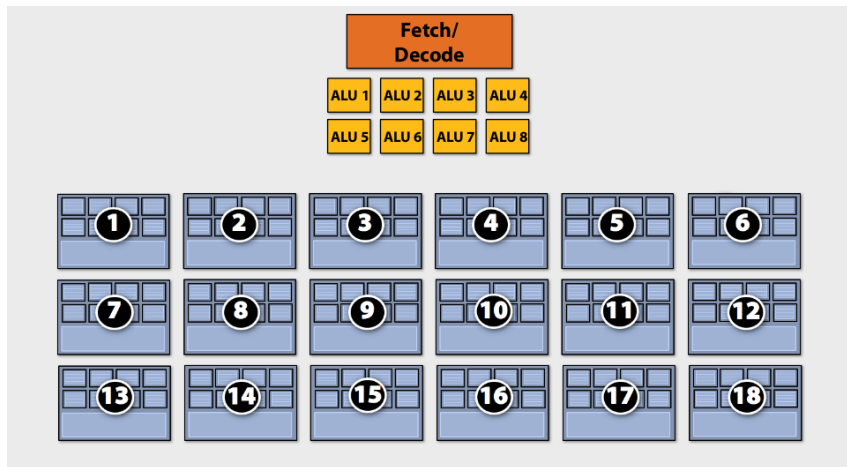 Fetch/
Decode
ALU 1 ALU 2 ALU 3 ALU 4
ALU 5 ALU 6 ALU 7 ALU 8
1 2 3 4 5 6
7 8 9 10 11 12
13 14 15 16 17 18